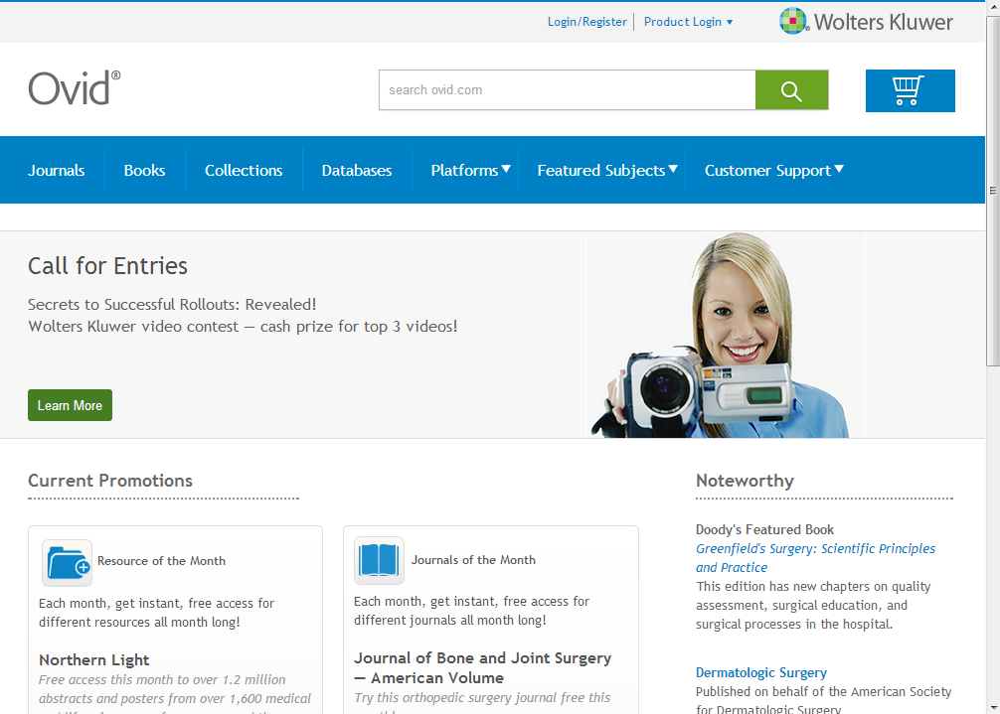 Login/Register Product Login
Wolters Kluwer
Ovid®
search ovid.com
Journals Books Collections Databases Platforms Featured Subjects Customer Support
Call for Entries
Secrets to Successful Rollouts: Revealed!
Wolters Kluwer video contest — cash prize for top 3 videos!
Learn More
Current Promotions
Resource of the Month
Each month, get instant, free access for
different resources all month long!
Northern Light
Free access this month to over 1.2 million
abstracts and posters from over 1,600 medical
Journals of the Month
Each month, get instant, free access for
different journals all month long!
Journal of Bone and Joint Surgery
— American Volume
Try this orthopedic surgery journal free this
Noteworthy
Doody's Featured Book
Greenfield's Surgery: Scientific Principles
and Practice
This edition has new chapters on quality
assessment, surgical education, and
surgical processes in the hospital.
Dermatologic Surgery
Published on behalf of the American Society
for Dermatologic Surgery